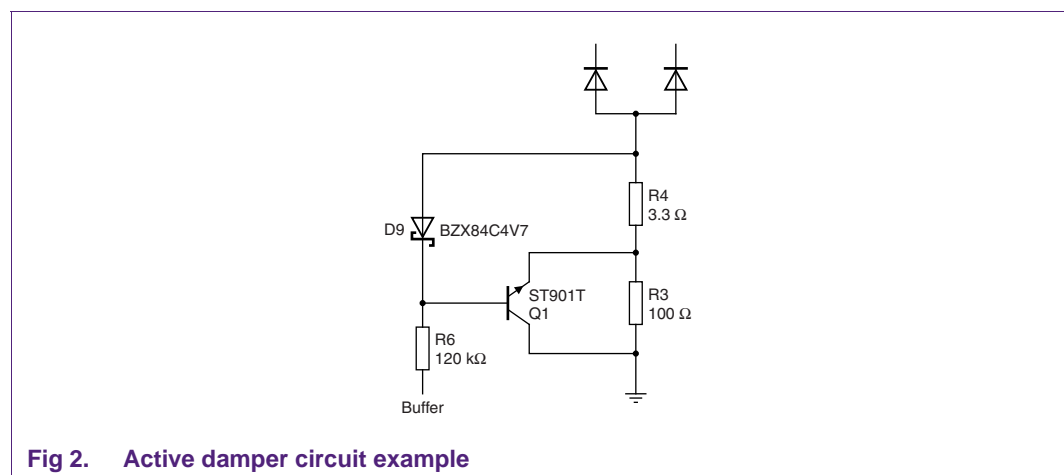 R4
3.3 Ω
D9 BZX84C4V7
ST901T
Q1
R3
100 Ω
R6
120 kΩ
Buffer
Fig 2. Active damper circuit example